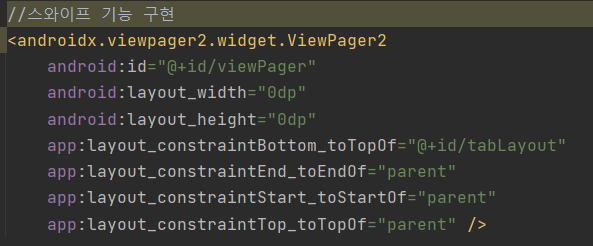 //스와이프 기능 구현
<androidx.viewpager2.widget.ViewPager2
    android:id="@+id/viewPager"
    android:layout_width="0dp"
    android:layout_height="0dp"
    app:layout_constraintBottom_toTopOf="@+id/tabLayout"
    app:layout_constraintEnd_toEndOf="parent"
    app:layout_constraintStart_toStartOf="parent"
    app:layout_constraintTop_toTopOf="parent" />